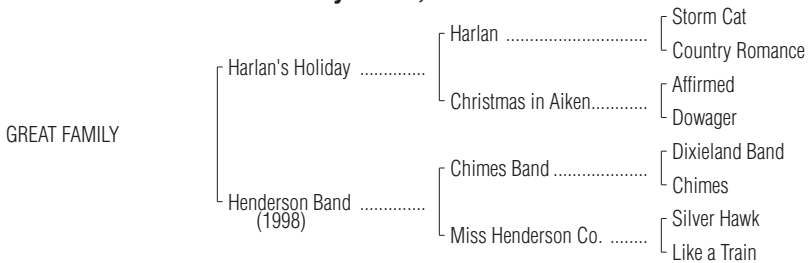 Storm Cat
Harlan ..............................
Country Romance
Harlan's Holiday ..............
Affirmed
Christmas in Aiken............
Dowager
GREAT FAMILY
Dixieland Band
Chimes Band ....................
Chimes
Henderson Band ..............
(1998)
Silver Hawk
Miss Henderson Co. ........
Like a Train